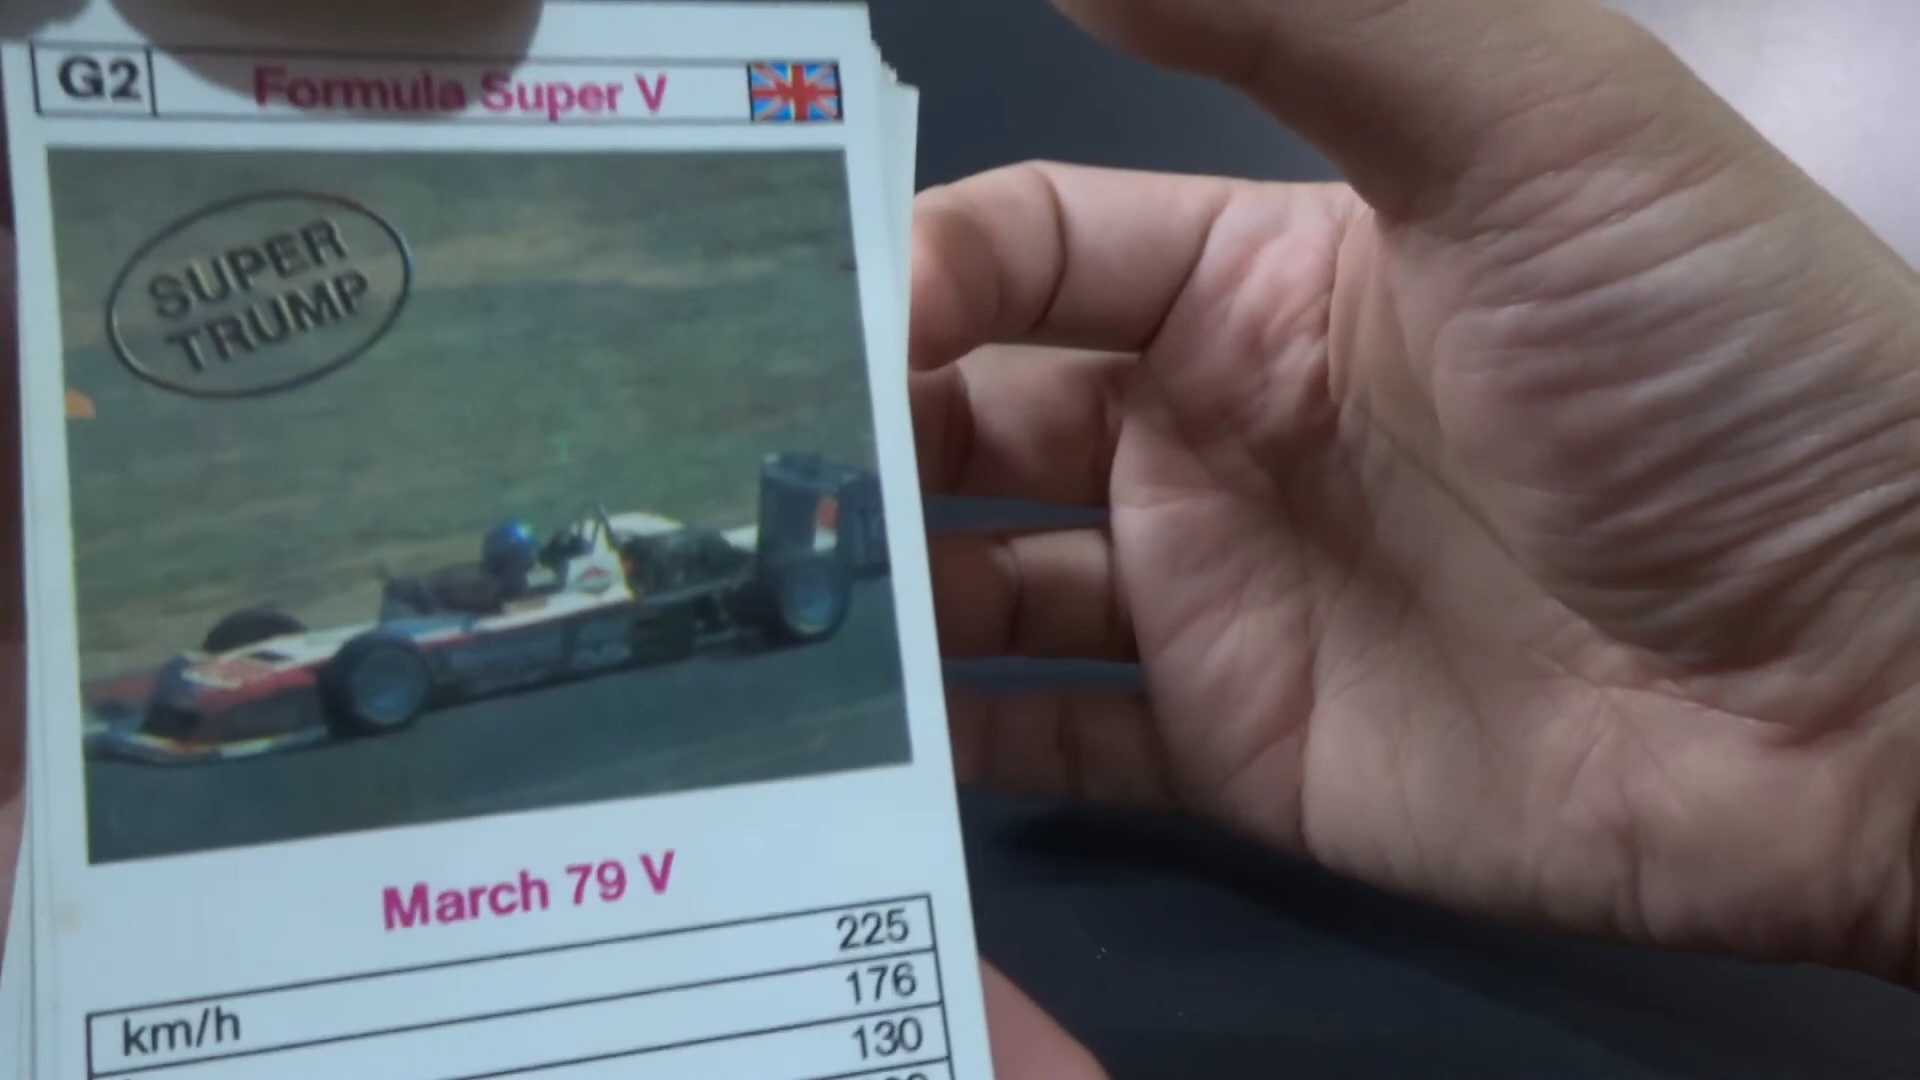 G2 Formula Super V
SUPER
TRUMP
March 79 V
km/h 225
176
130